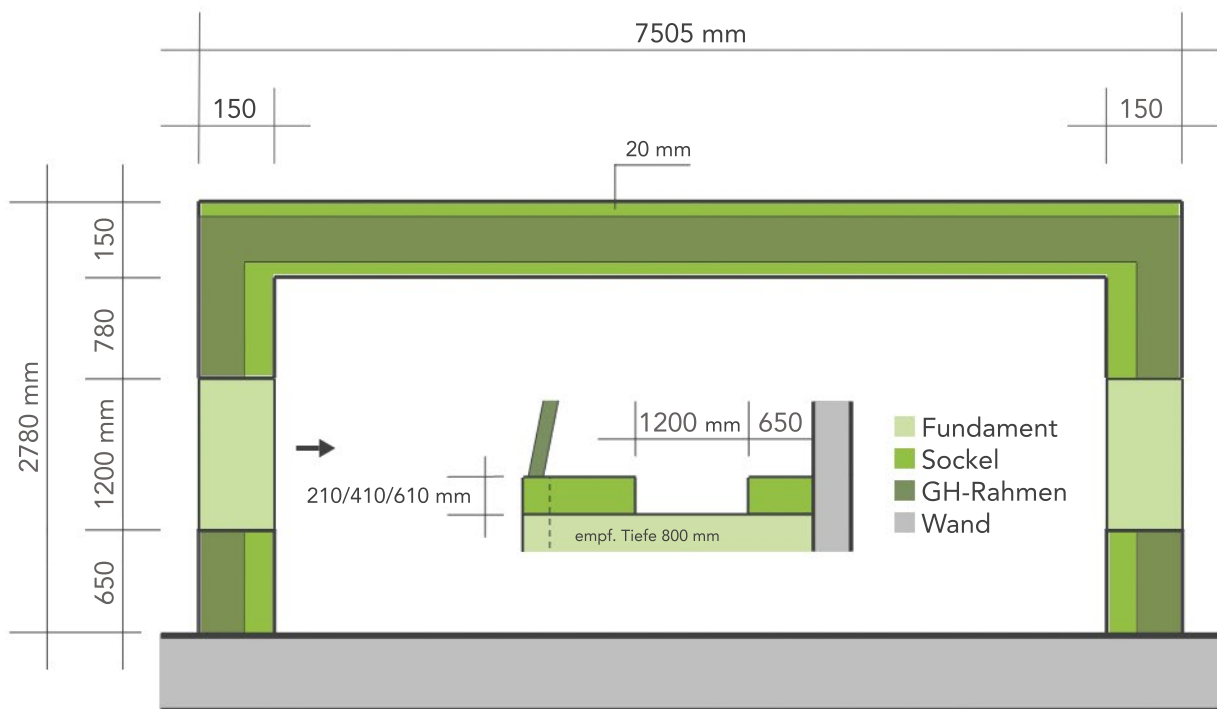 7505 mm
150
150
20 mm
150
780
1200 mm
650
2780 mm
1200 mm
650
210/410/610 mm
empf. Tiefe 800 mm
Fundament
Sockel
GH-Rahmen
Wand